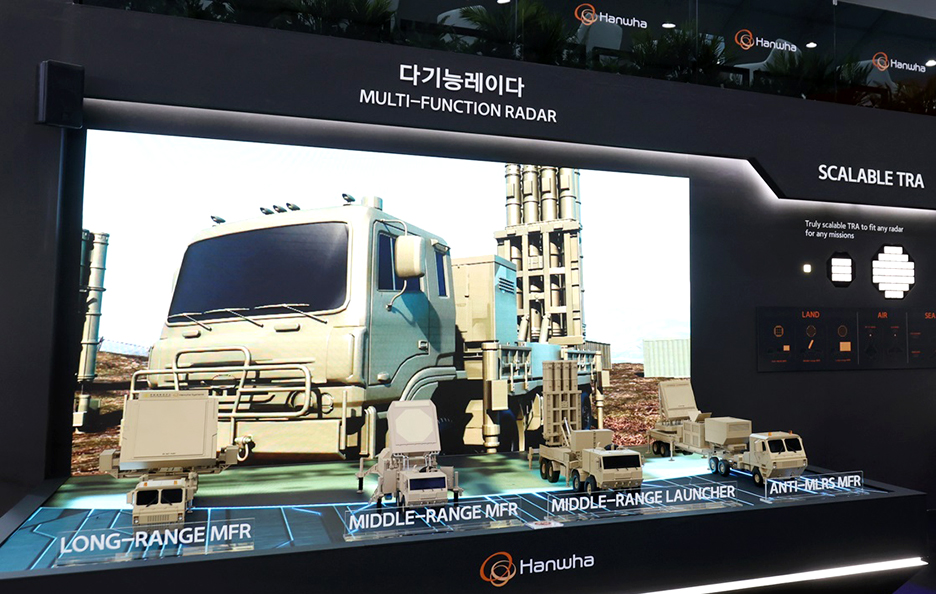 Hanwha
Hanwha
Hanwha
다기능레이다
MULTI-FUNCTION RADAR
SCALABLE TRA
Truly scalable TRA to fit any radar
for any missions
LAND
AIR
SEA
LONG-RANGE MFR
MIDDLE-RANGE MFR
MIDDLE-RANGE LAUNCHER
ANTI-MLRS MFR
Hanwha